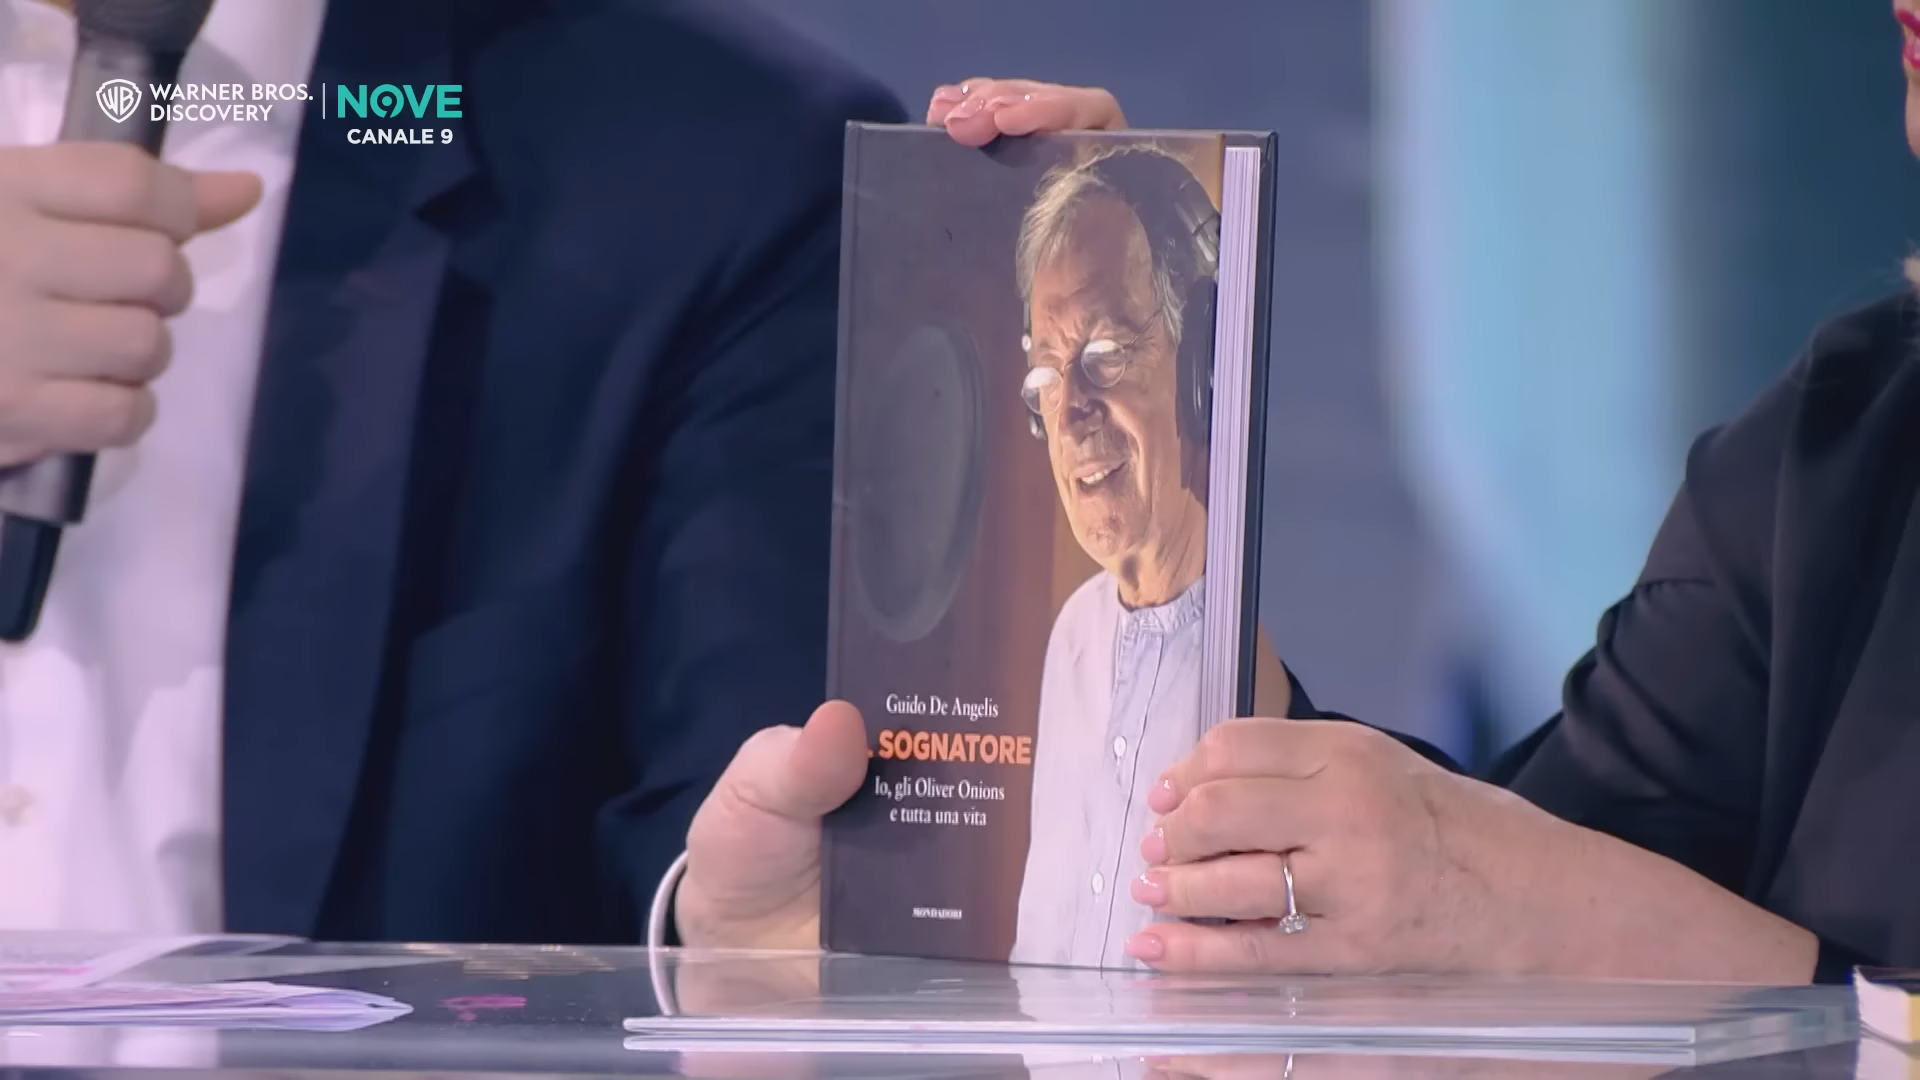 WARNER BROS.
DISCOVERY
NOVE
CANALE 9
Guido De Angelis
SOGNATORE
Io, gli Oliver Onions
e tutta una vita
MONDADORI